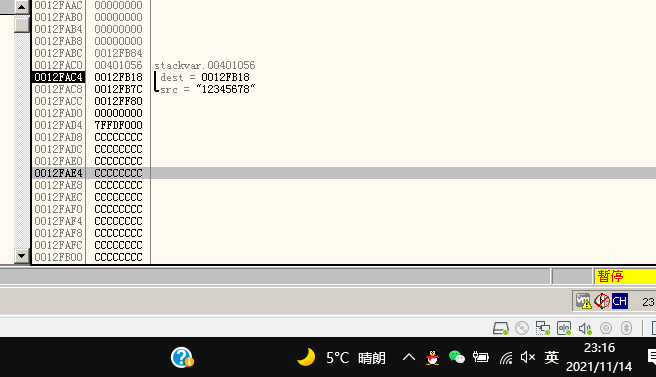 0012FAAC 00000000
0012FAB0 00000000
0012FAB4 00000000
0012FAB8 00000000
0012FABC 0012FB84
0012FAC0 00401056 stackvar.00401056
0012FAC4 0012FB18 dest = 0012FB18
0012FAC8 0012FB7C src = "12345678"
0012FACC 0012FF80
0012FAD0 00000000
0012FAD4 7FFDF000
0012FAD8 CCCCCCCC
0012FADC CCCCCCCC
0012FAE0 CCCCCCCC
0012FAE4 CCCCCCCC
0012FAE8 CCCCCCCC
0012FAEC CCCCCCCC
0012FAF0 CCCCCCCC
0012FAF4 CCCCCCCC
0012FAF8 CCCCCCCC
0012FAFC CCCCCCCC
0012FB00 CCCCCCCC
暂停
CH 23
5°C 晴朗 英 23:16
2021/11/14